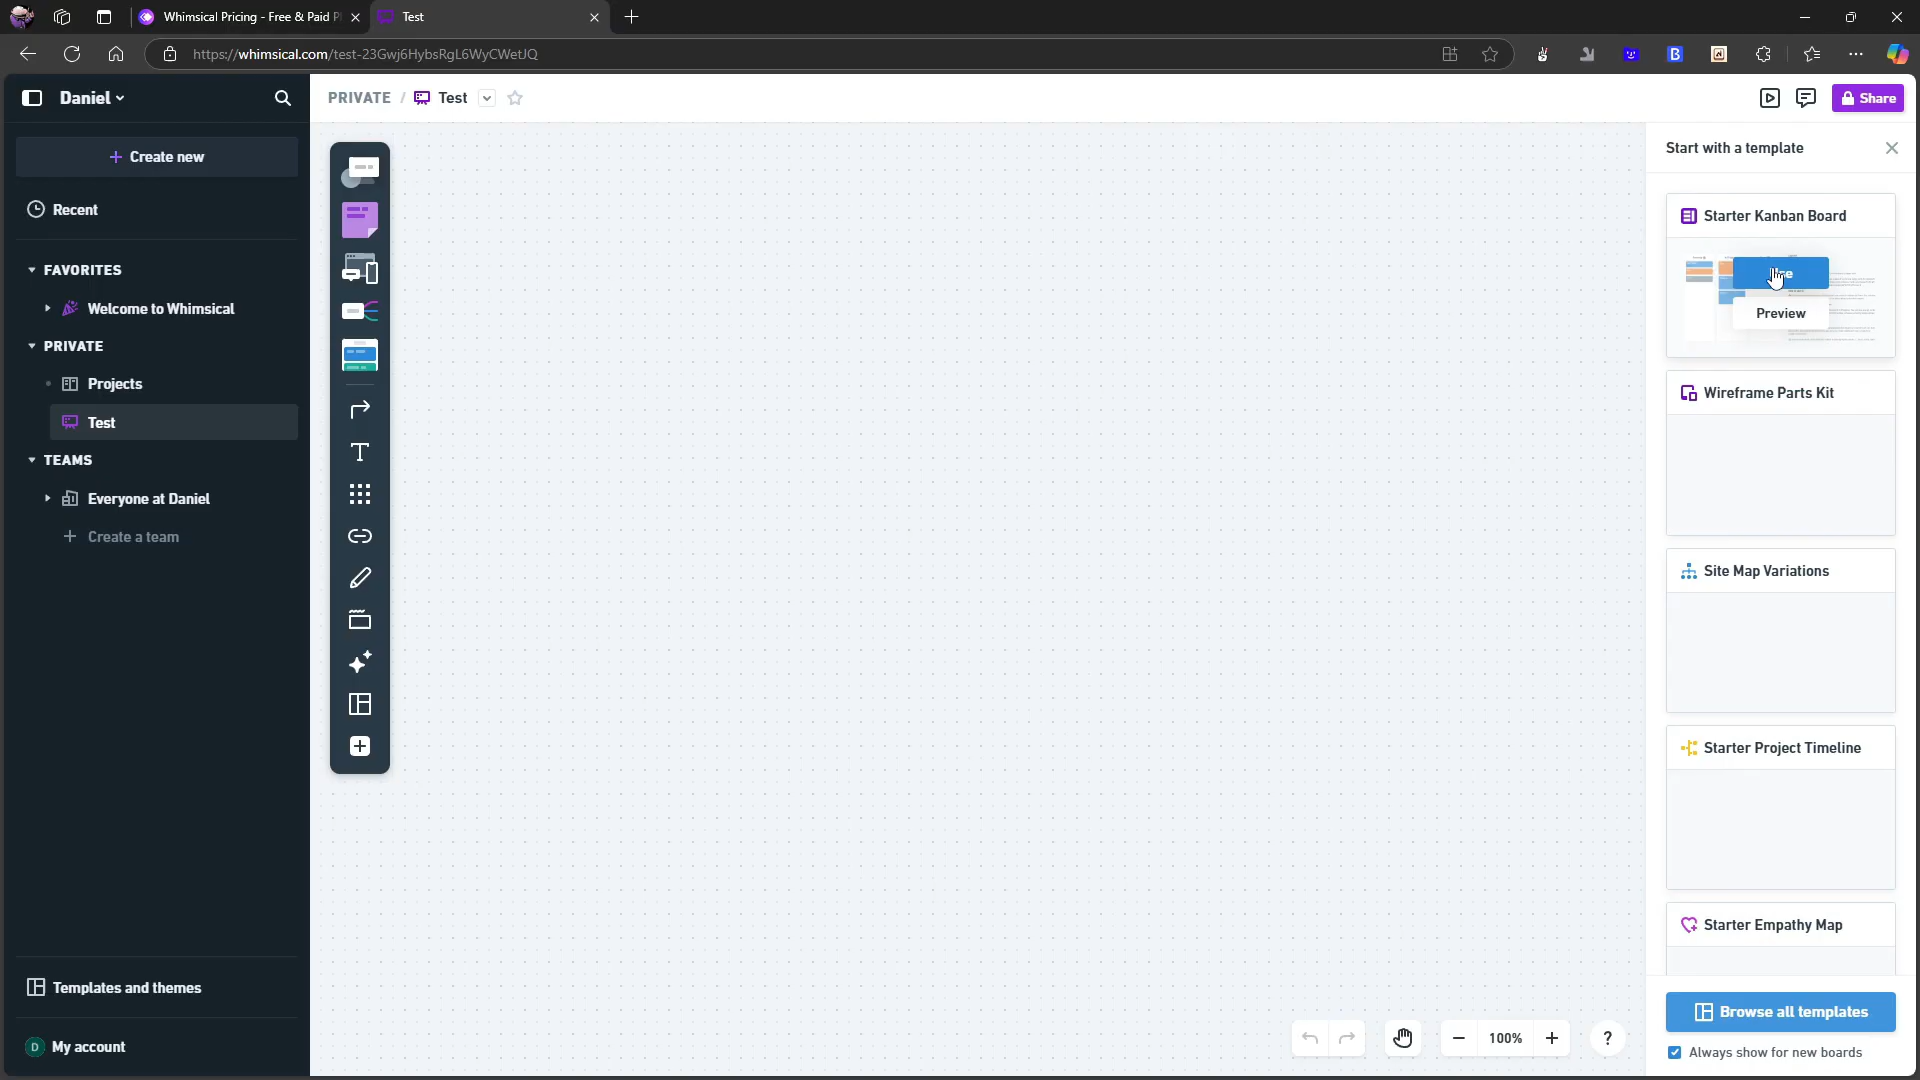 Whimsical Pricing - Free & Paid P
Test
https://whimsical.com/test-23Gwj6HybsRgL6WyCWetJQ
Daniel
PRIVATE / Test
Share
+ Create new
Recent
FAVORITES
Welcome to Whimsical
PRIVATE
Projects
Test
TEAMS
Everyone at Daniel
+ Create a team
Templates and themes
D My account
T
100%
?
Start with a template
Starter Kanban Board
Preview
Wireframe Parts Kit
Site Map Variations
Starter Project Timeline
Starter Empathy Map
Browse all templates
Always show for new boards